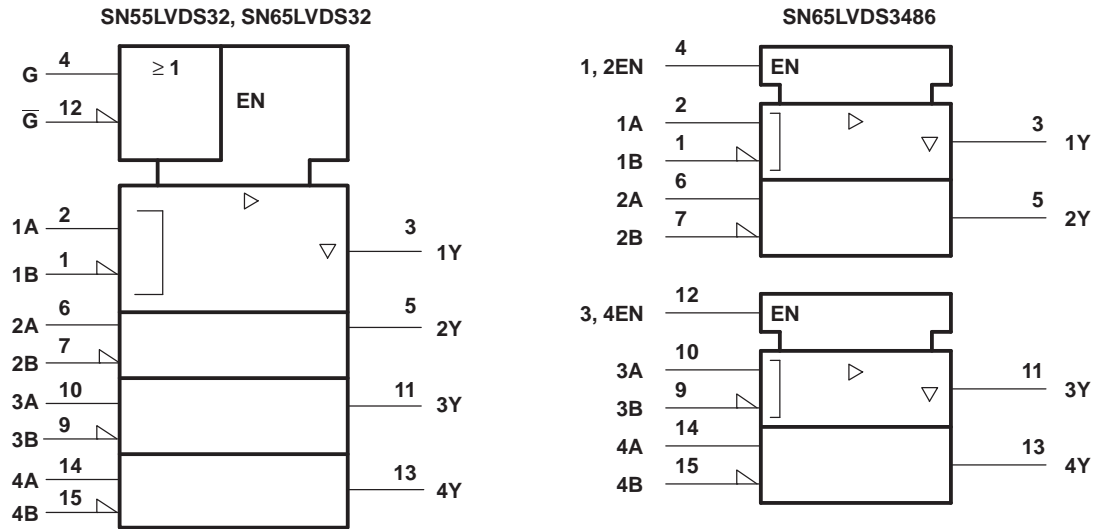 SN55LVDS32, SN65LVDS32
G 4 ≥ 1
EN
G̅ 12
1A 2
3 1Y
1B 1
2A 6
5 2Y
2B 7
3A 10
11 3Y
3B 9
4A 14
13 4Y
4B 15
SN65LVDS3486
1, 2EN 4 EN
1A 2
3 1Y
1B 1
2A 6
5 2Y
2B 7
3, 4EN 12 EN
3A 10
11 3Y
3B 9
4A 14
13 4Y
4B 15